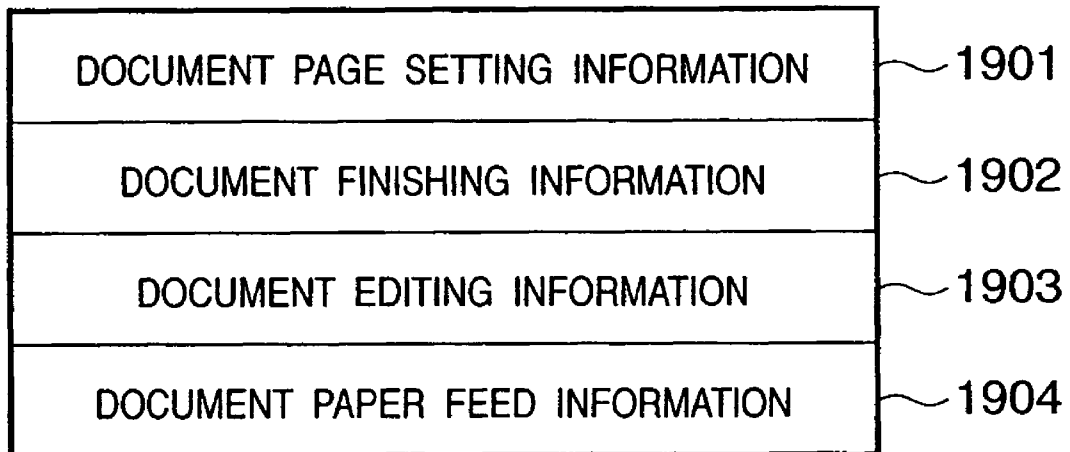 DOCUMENT PAGE SETTING INFORMATION 1901
DOCUMENT FINISHING INFORMATION 1902
DOCUMENT EDITING INFORMATION 1903
DOCUMENT PAPER FEED INFORMATION 1904